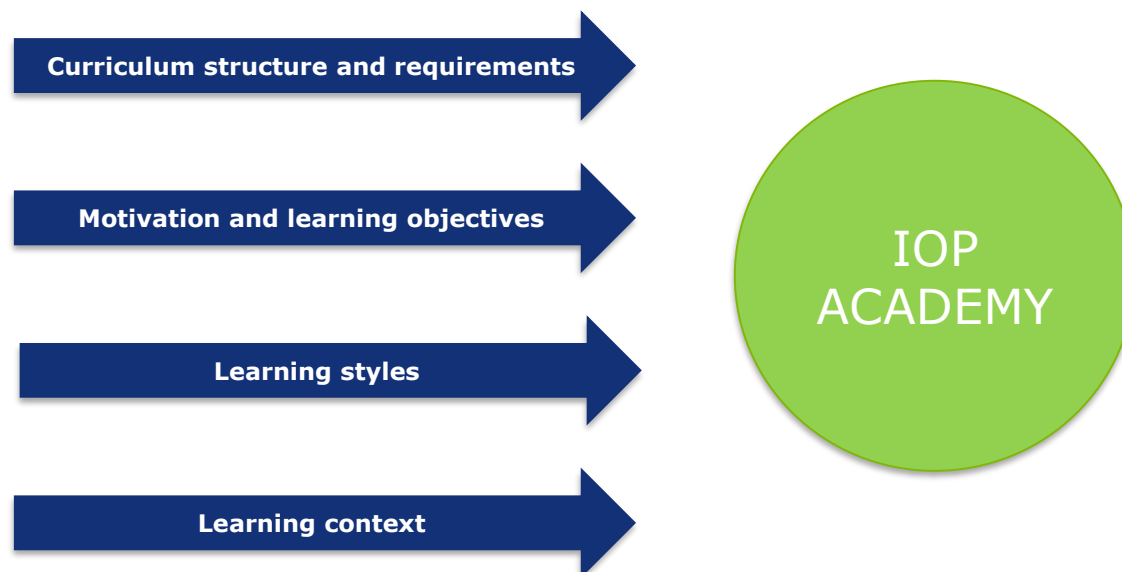 Curriculum structure and requirements
Motivation and learning objectives
Learning styles
Learning context
IOP
ACADEMY